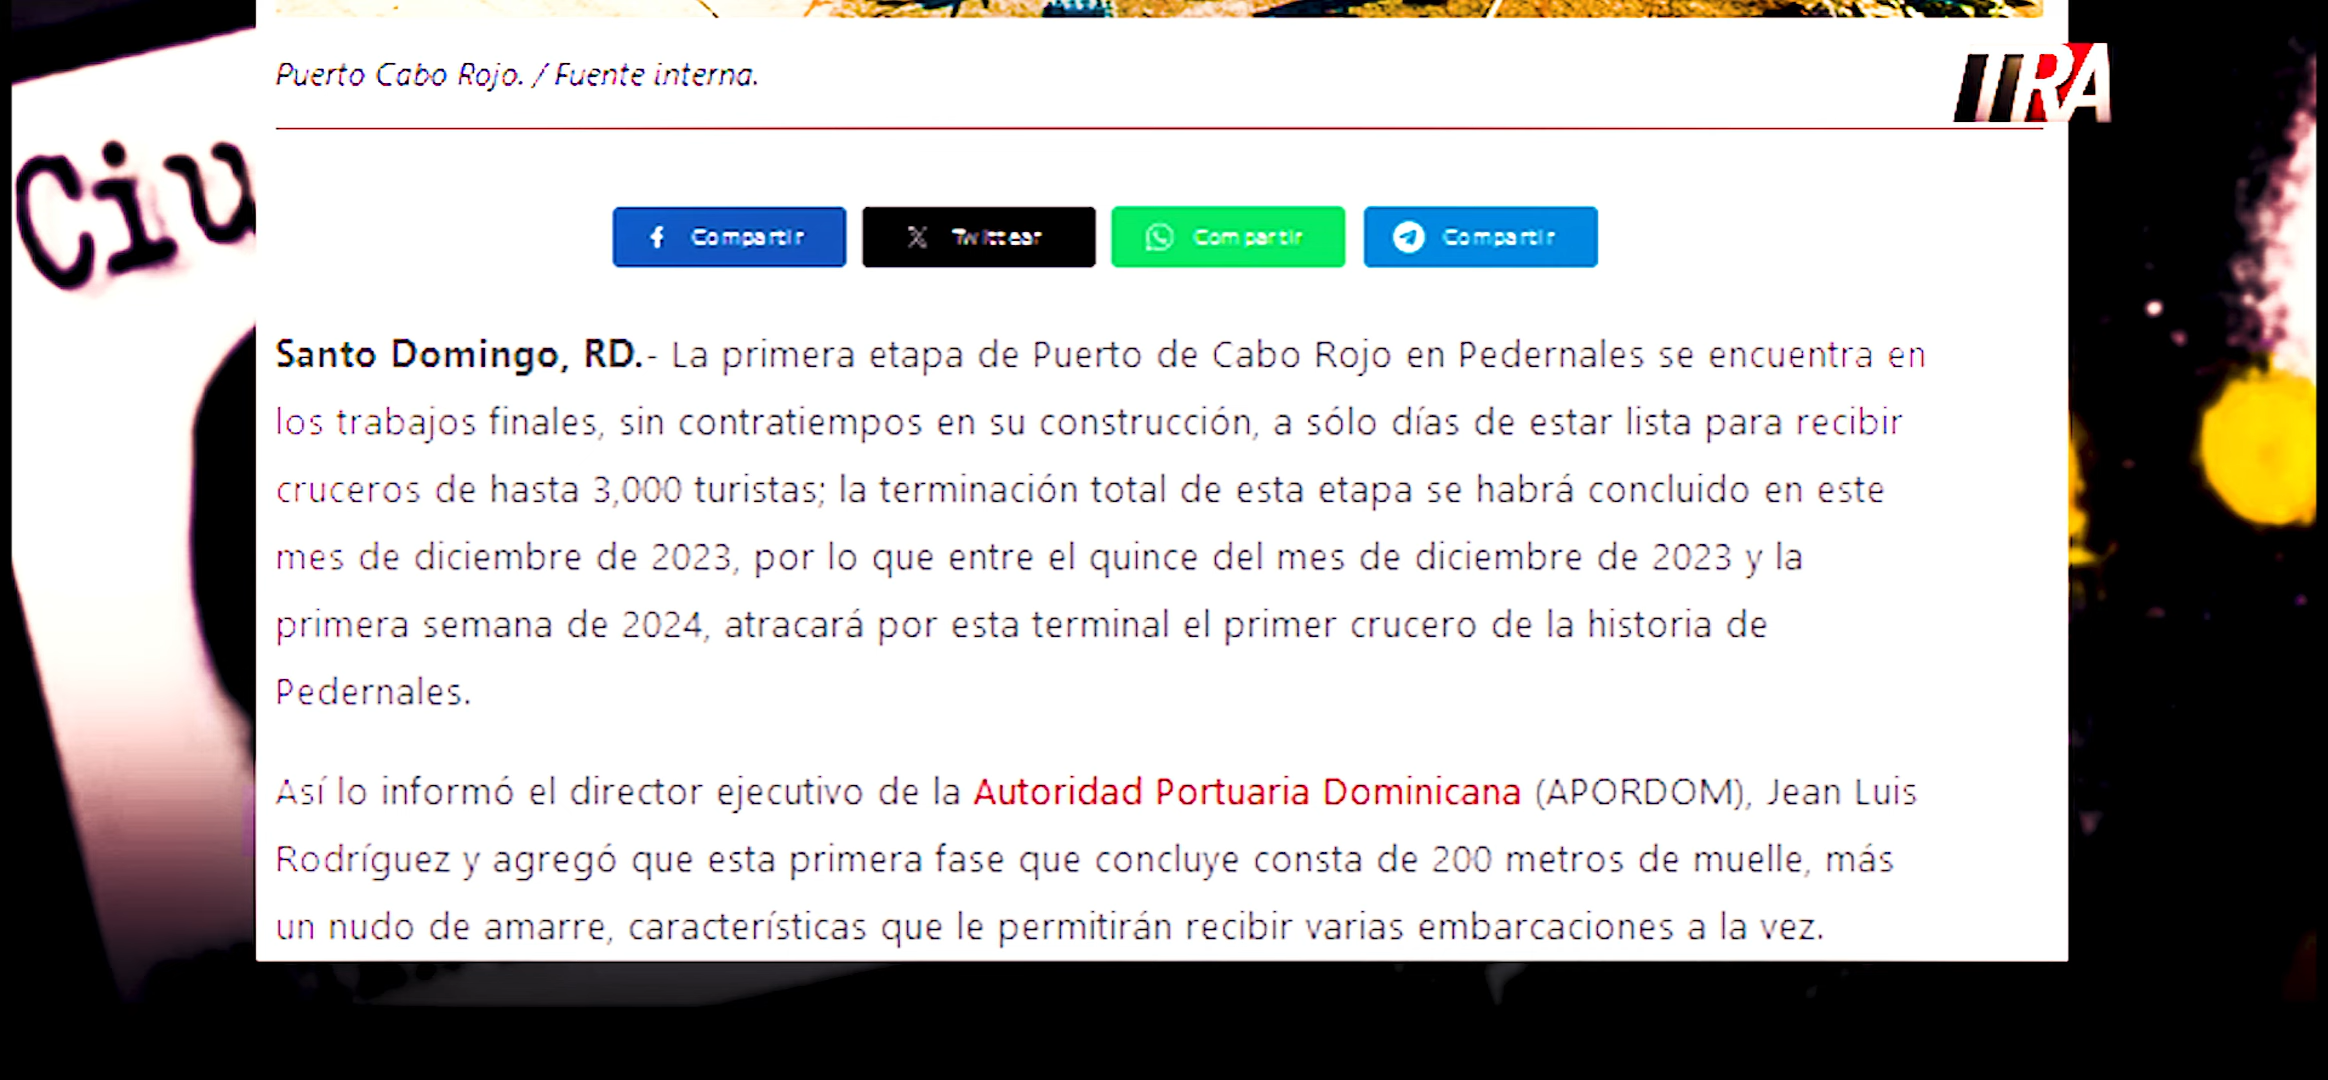 Puerto Cabo Rojo. / Fuente interna.
RA
Ciu
Compartir
Twittear
Compartir
Compartir
Santo Domingo, RD.- La primera etapa de Puerto de Cabo Rojo en Pedernales se encuentra en
los trabajos finales, sin contratiempos en su construcción, a sólo días de estar lista para recibir
cruceros de hasta 3,000 turistas; la terminación total de esta etapa se habrá concluido en este
mes de diciembre de 2023, por lo que entre el quince del mes de diciembre de 2023 y la
primera semana de 2024, atracará por esta terminal el primer crucero de la historia de
Pedernales.
Así lo informó el director ejecutivo de la Autoridad Portuaria Dominicana (APORDOM), Jean Luis
Rodríguez y agregó que esta primera fase que concluye consta de 200 metros de muelle, más
un nudo de amarre, características que le permitirán recibir varias embarcaciones a la vez.